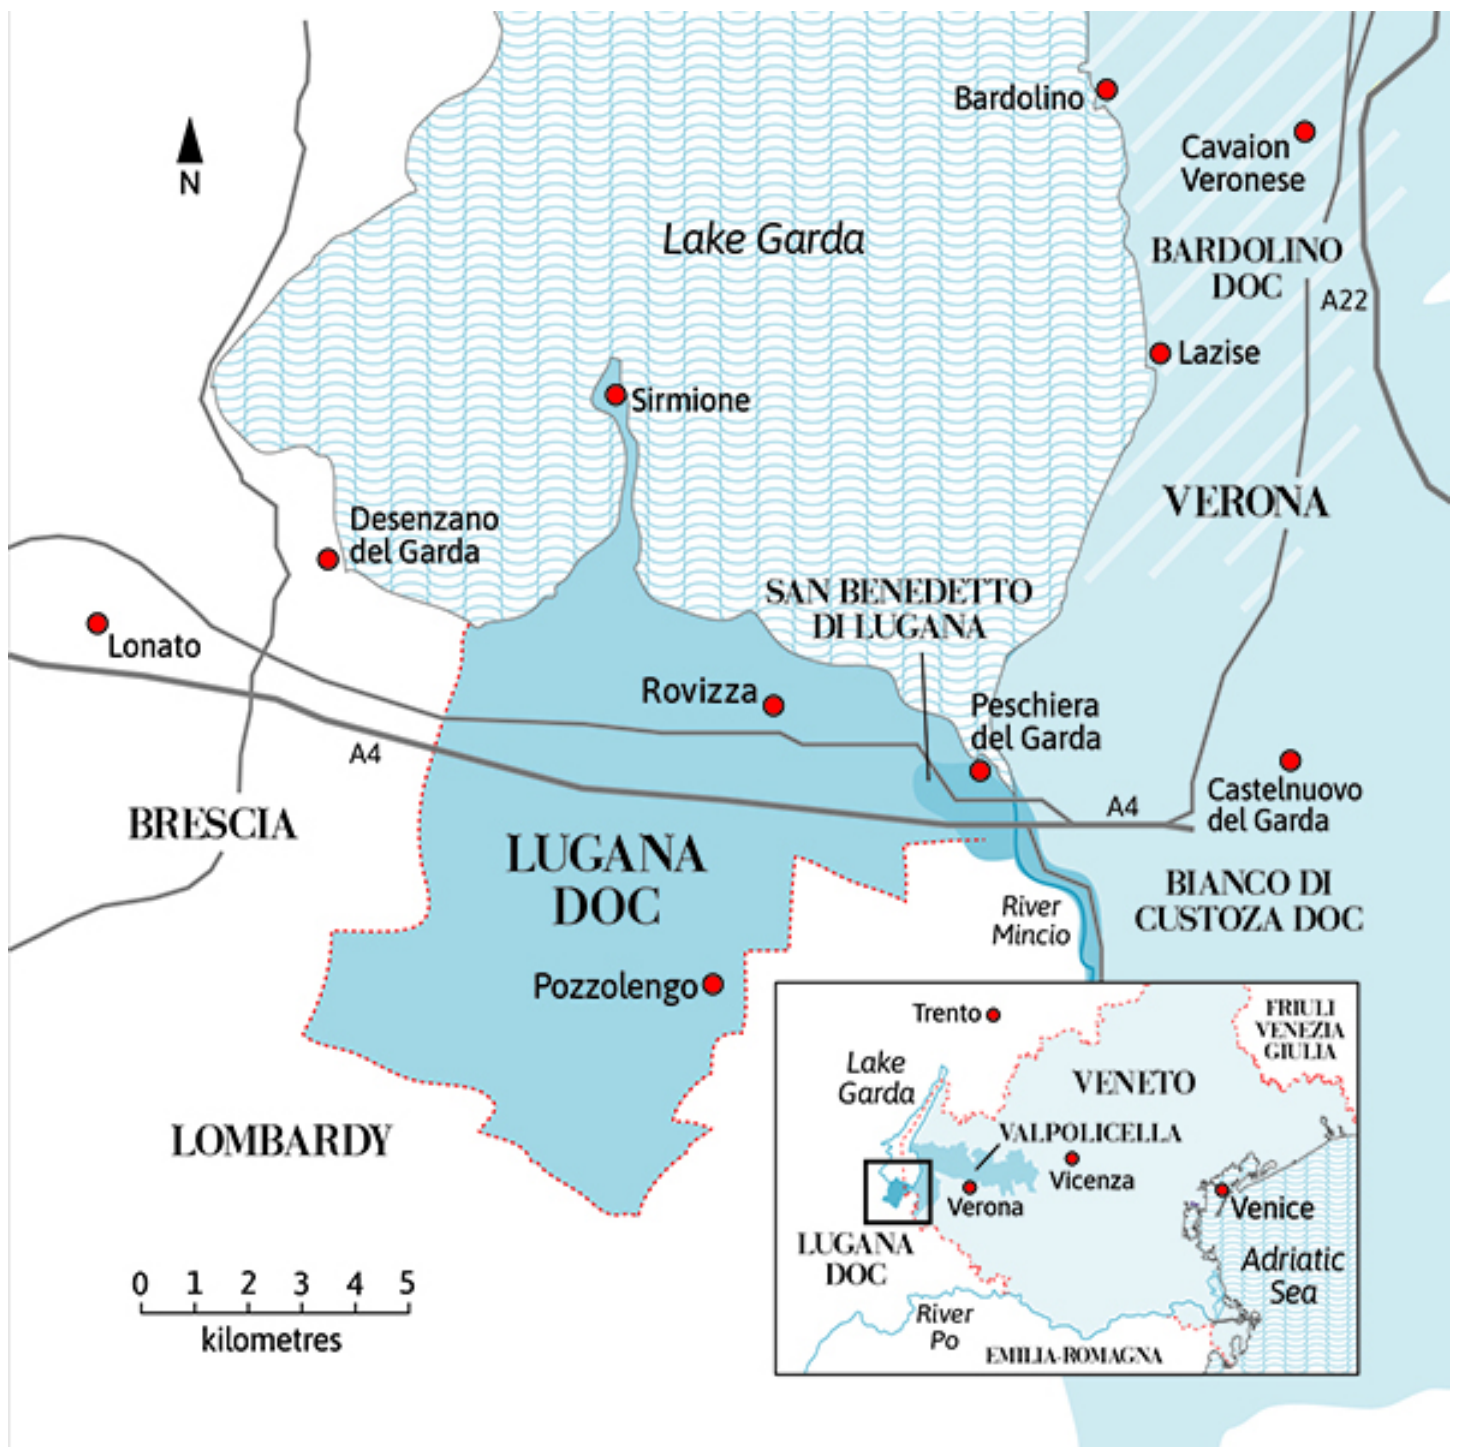 Bardolino
Cavaion
Veronese
N
Lake Garda
BARDOLINO
DOC
A22
Lazise
Sirmione
VERONA
Desenzano
del Garda
SAN BENEDETTO
DI LUGANA
Lonato
Rovizza
Peschiera
del Garda
A4
Castelnuovo
del Garda
A4
BRESCIA
LUGANA
DOC
BIANCO DI
CUSTOZA DOC
River
Mincio
Pozzolengo
LOMBARDY
0 1 2 3 4 5
kilometres
Trento
FRIULI
VENEZIA
GIULIA
Lake
Garda
VENETO
VALPOLICELLA
Vicenza
Verona
Venice
LUGANA
DOC
Adriatic
Sea
River
Po
EMILIA-ROMAGNA